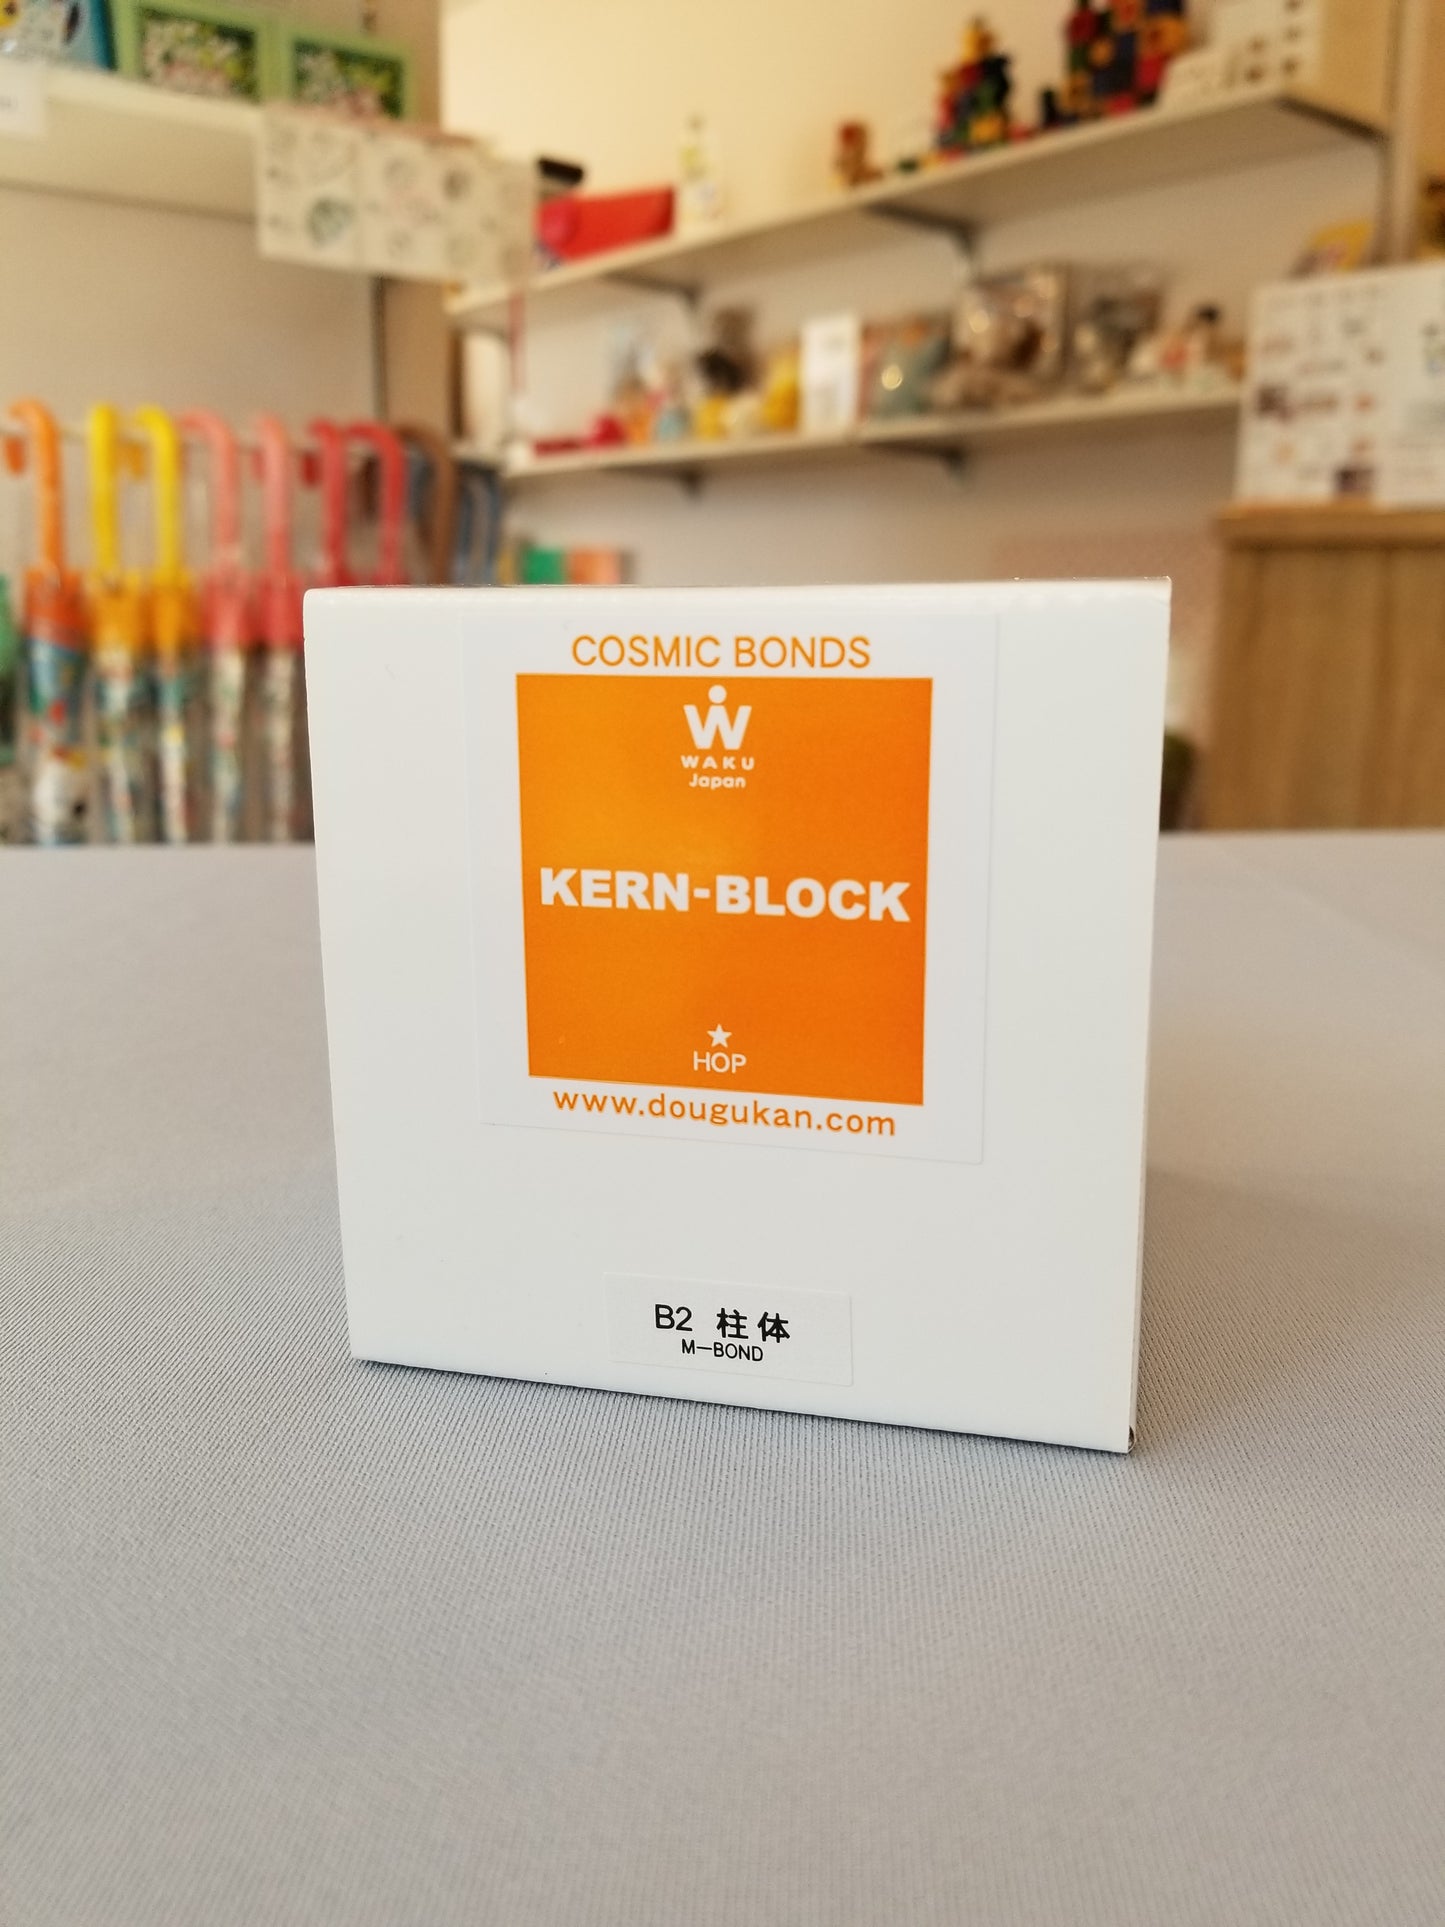 COSMIC BONDS
W
WAKU
Japan
KERN-BLOCK
★
HOP
www.dougukan.com
B2 柱体
M-BOND